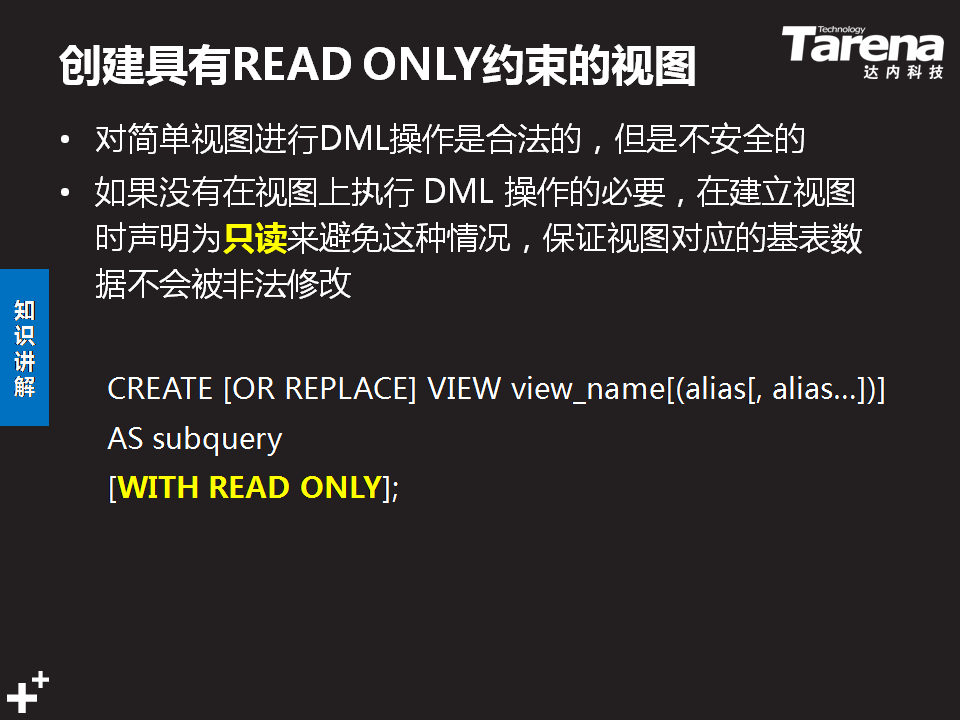 创建具有READ ONLY约束的视图
Technology
Tarena
达内科技
• 对简单视图进行DML操作是合法的，但是不安全的
• 如果没有在视图上执行 DML 操作的必要，在建立视图
时声明为只读来避免这种情况，保证视图对应的基表数
据不会被非法修改
知识讲解
CREATE [OR REPLACE] VIEW view_name[(alias[, alias…])]
AS subquery
[WITH READ ONLY];